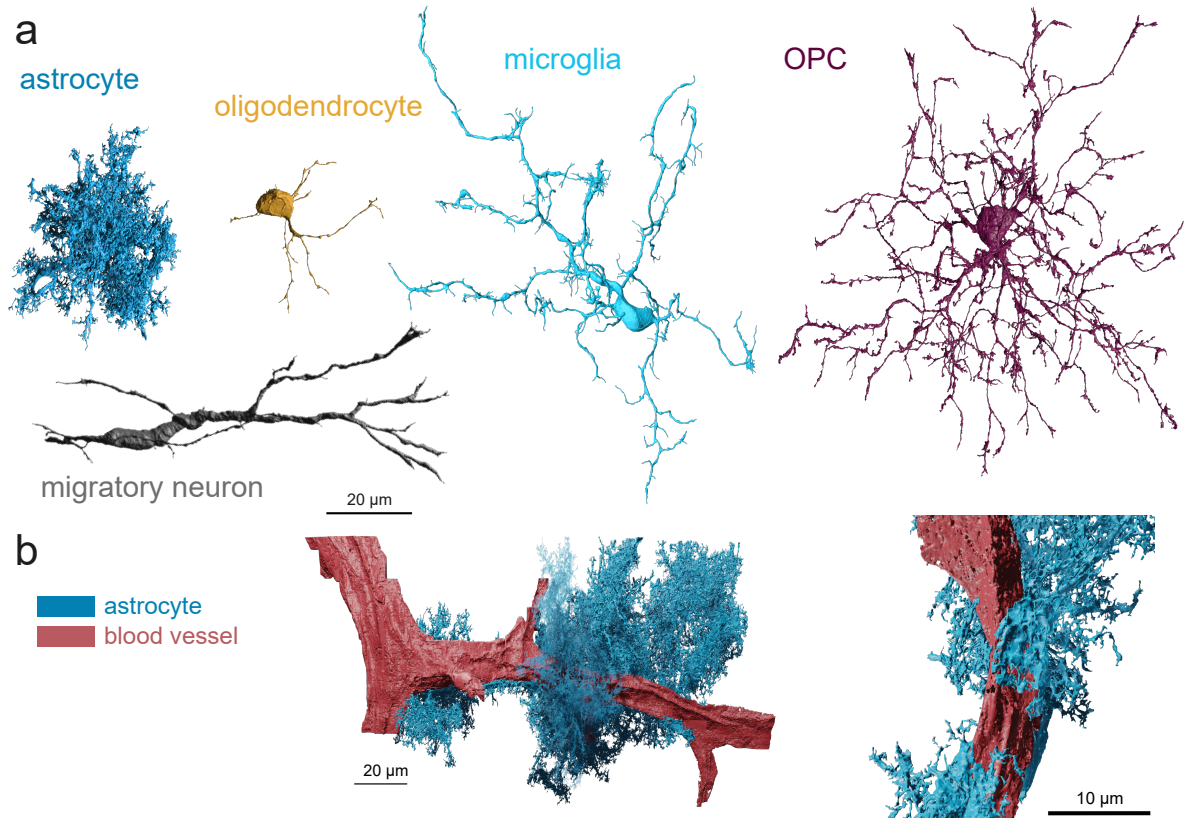 a
astrocyte
oligodendrocyte
microglia
OPC
migratory neuron
20 µm
b
astrocyte
blood vessel
20 µm
10 µm